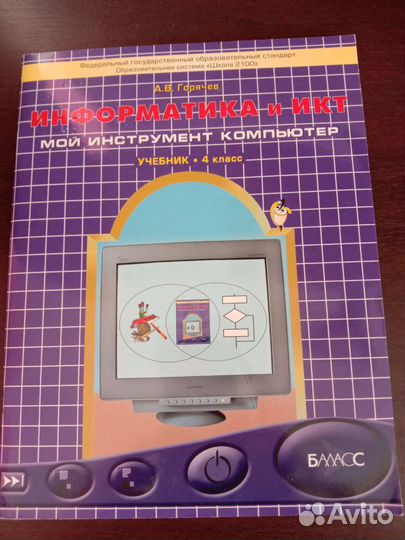 Федеральный государственный образовательный стандарт
Образовательная система «Школа 2100»
А.В. Горячев
ИНФОРМАТИКА и ИКТ
МОЙ ИНСТРУМЕНТ КОМПЬЮТЕР
УЧЕБНИК • 4 класс
БАЛАСС
Avito